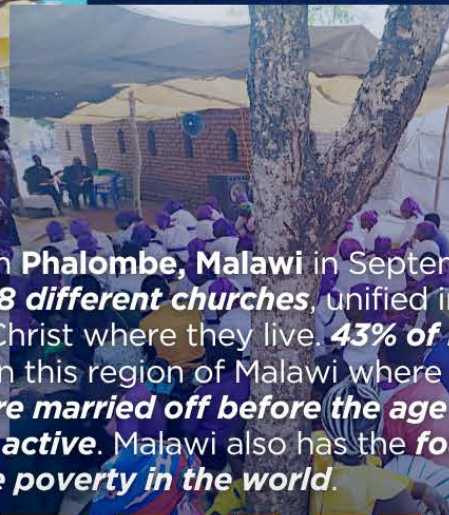 n Phalombe, Malawi in Septem
8 different churches, unified i
Christ where they live. 43% of
n this region of Malawi where
re married off before the age
active. Malawi also has the fo
e poverty in the world.